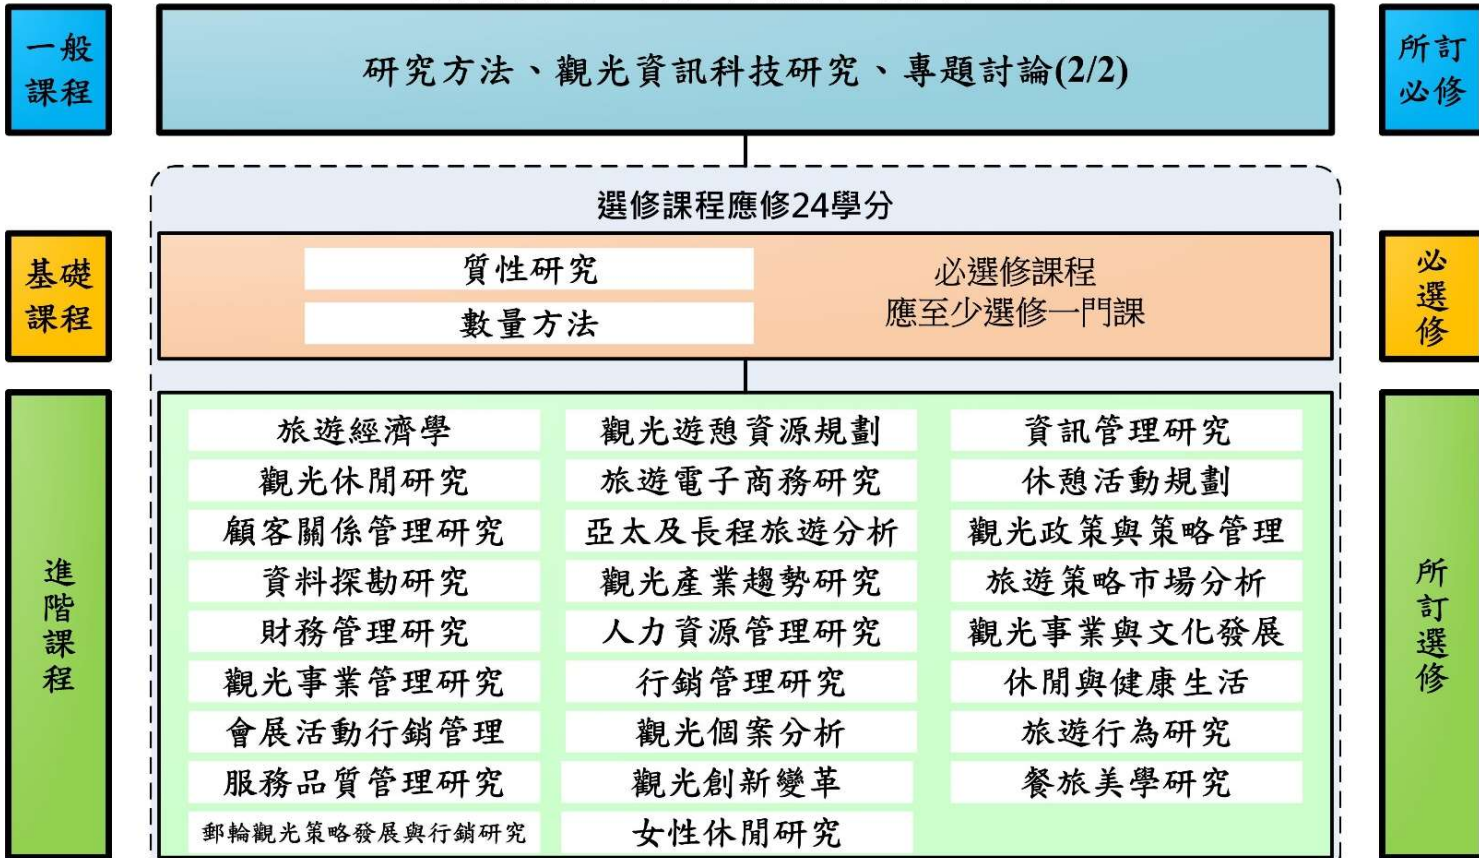 一般
課程
研究方法、觀光資訊科技研究、專題討論(2/2)
所訂
必修
選修課程應修24學分
基礎
課程
質性研究
數量方法
必選修課程
應至少選修一門課
必
選
修
進
階
課
程
旅遊經濟學
觀光遊憩資源規劃
資訊管理研究
觀光休閒研究
旅遊電子商務研究
休憩活動規劃
顧客關係管理研究
亞太及長程旅遊分析
觀光政策與策略管理
資料探勘研究
觀光產業趨勢研究
旅遊策略市場分析
財務管理研究
人力資源管理研究
觀光事業與文化發展
觀光事業管理研究
行銷管理研究
休閒與健康生活
會展活動行銷管理
觀光個案分析
旅遊行為研究
服務品質管理研究
觀光創新變革
餐旅美學研究
郵輪觀光策略發展與行銷研究
女性休閒研究
所
訂
選
修